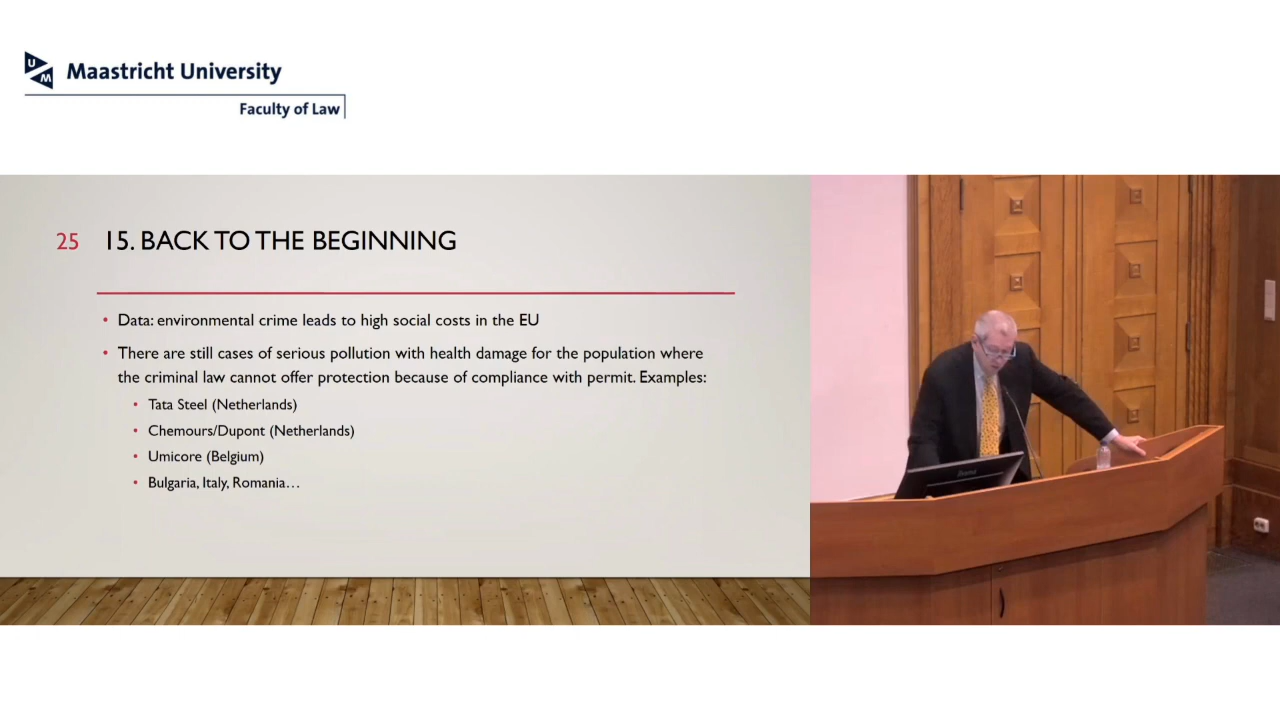 U
M
Maastricht University
Faculty of Law
25 15. BACK TO THE BEGINNING
• Data: environmental crime leads to high social costs in the EU
• There are still cases of serious pollution with health damage for the population where
the criminal law cannot offer protection because of compliance with permit. Examples:
• Tata Steel (Netherlands)
• Chemours/Dupont (Netherlands)
• Umicore (Belgium)
• Bulgaria, Italy, Romania…